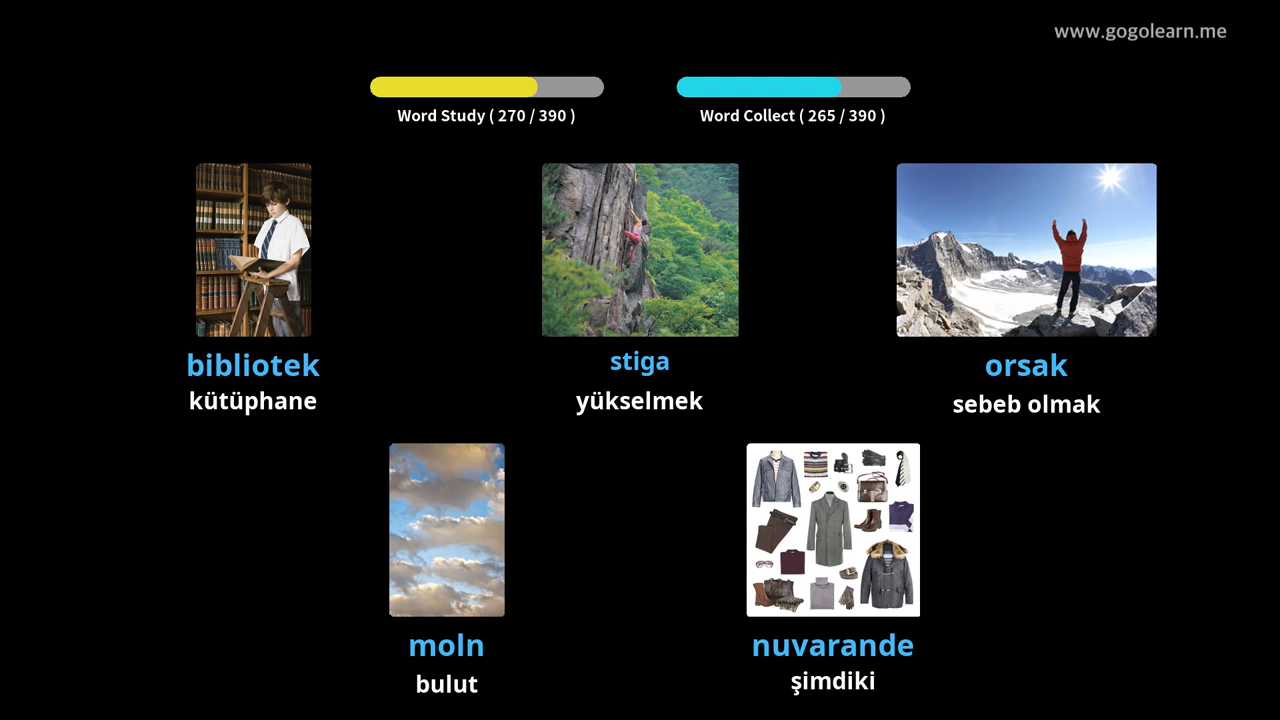 www.gogolearn.me
Word Study ( 270 / 390 )
Word Collect ( 265 / 390 )
bibliotek
kütüphane
stiga
yükselmek
orsak
sebeb olmak
moln
bulut
nuvarande
şimdiki